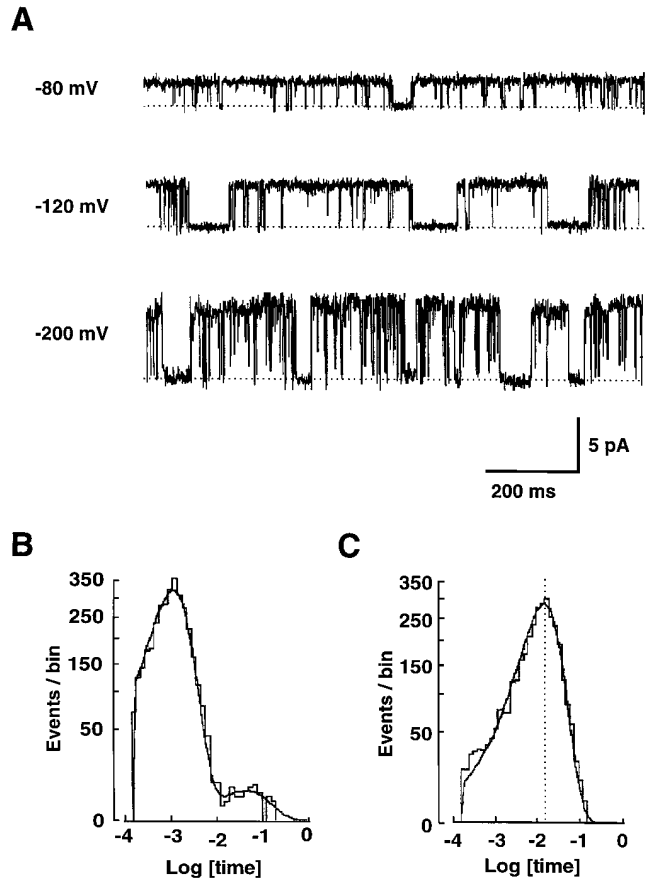 A
-80 mV
-120 mV
-200 mV
5 pA
200 ms
B
350
250
150
50
0
Events / bin
-4 -3 -2 -1 0
Log [time]
C
350
250
150
50
0
Events / bin
-4 -3 -2 -1 0
Log [time]